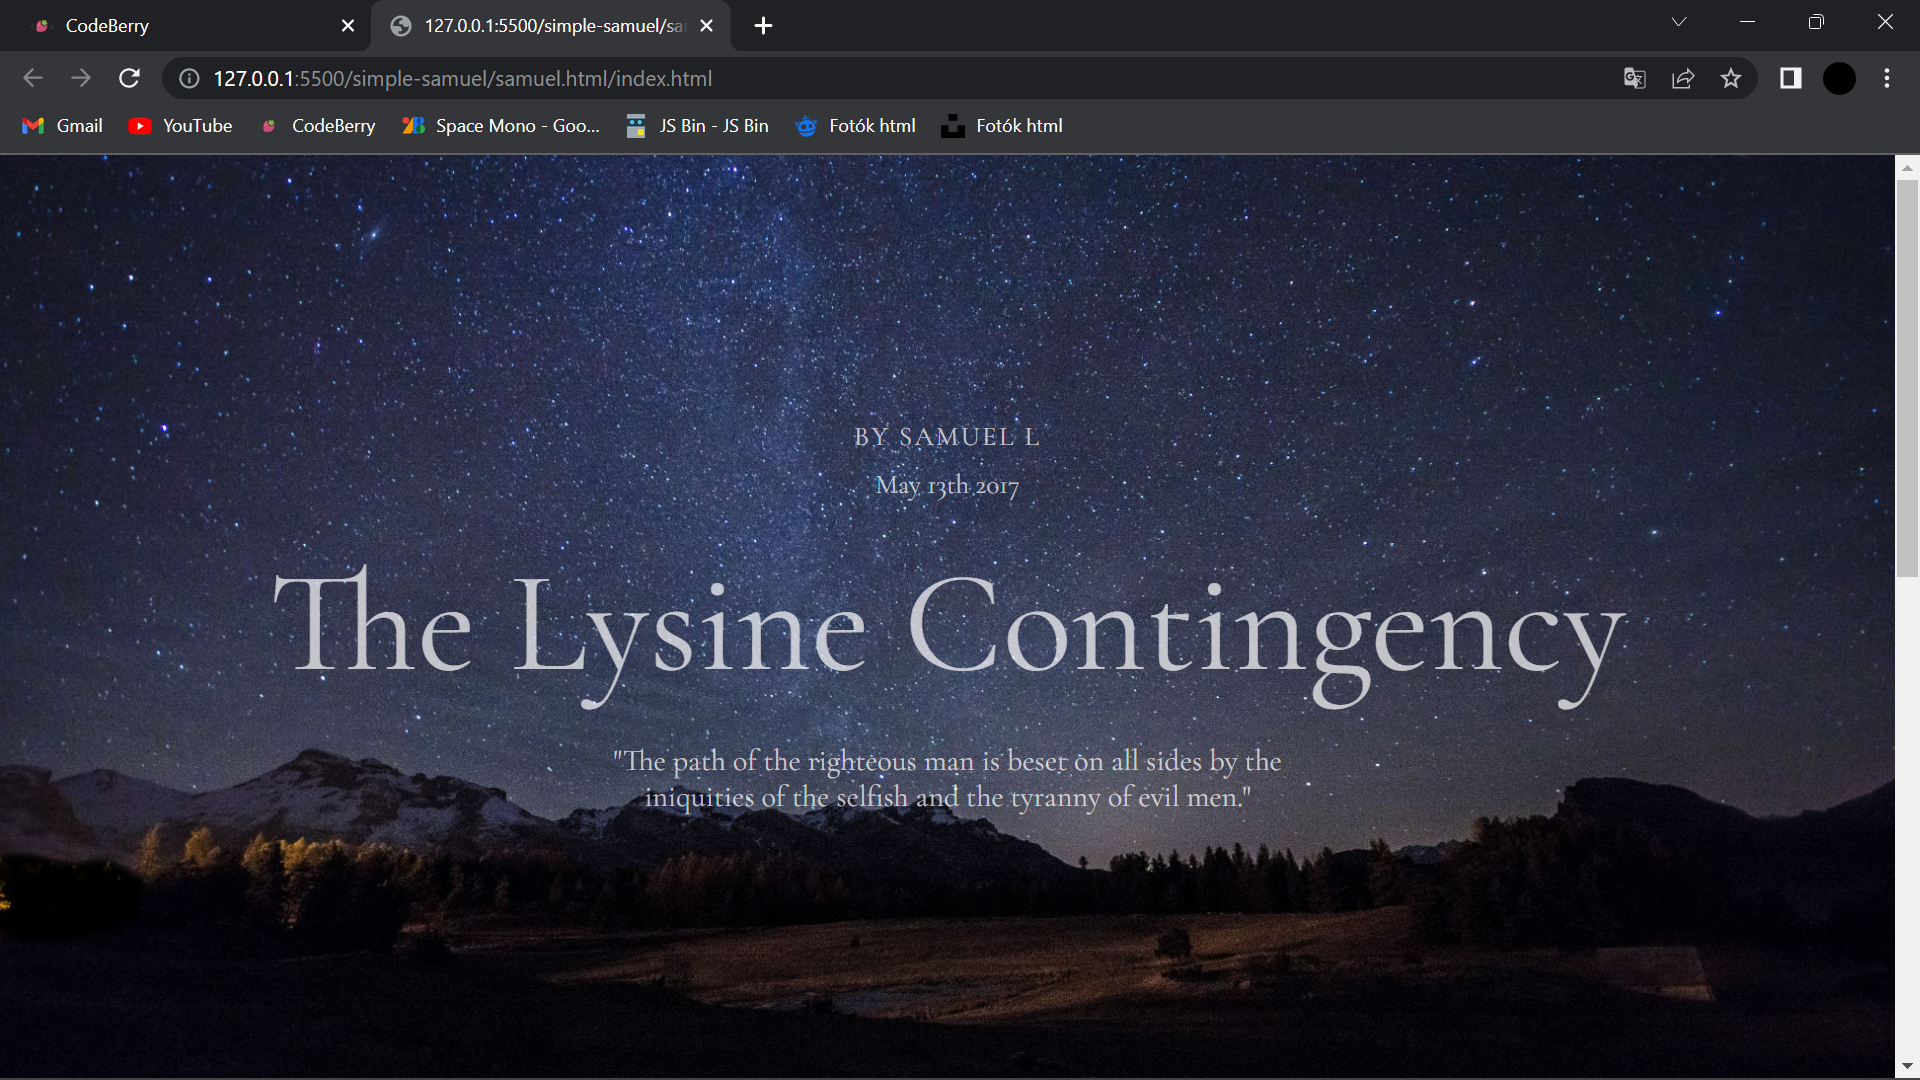 CodeBerry
127.0.0.1:5500/simple-samuel/sa
127.0.0.1:5500/simple-samuel/samuel.html/index.html
Gmail YouTube CodeBerry Space Mono - Goo... JS Bin - JS Bin Fotók html Fotók html
BY SAMUEL L
May 13th 2017
The Lysine Contingency
"The path of the righteous man is beset on all sides by the
iniquities of the selfish and the tyranny of evil men."